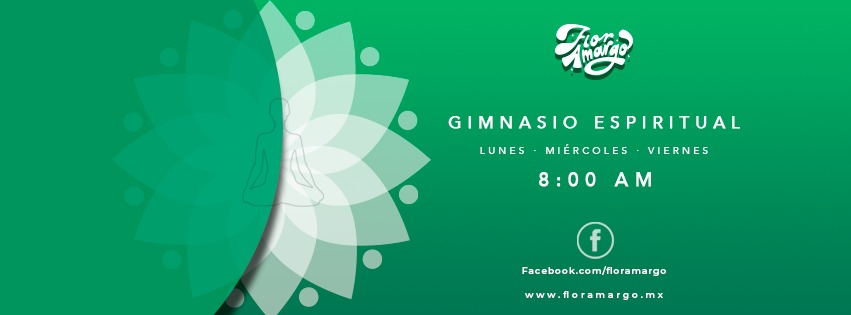 Flor
Amargo
GIMNASIO ESPIRITUAL
LUNES · MIÉRCOLES · VIERNES
8:00 AM
f
Facebook.com/floramargo
www.floramargo.mx